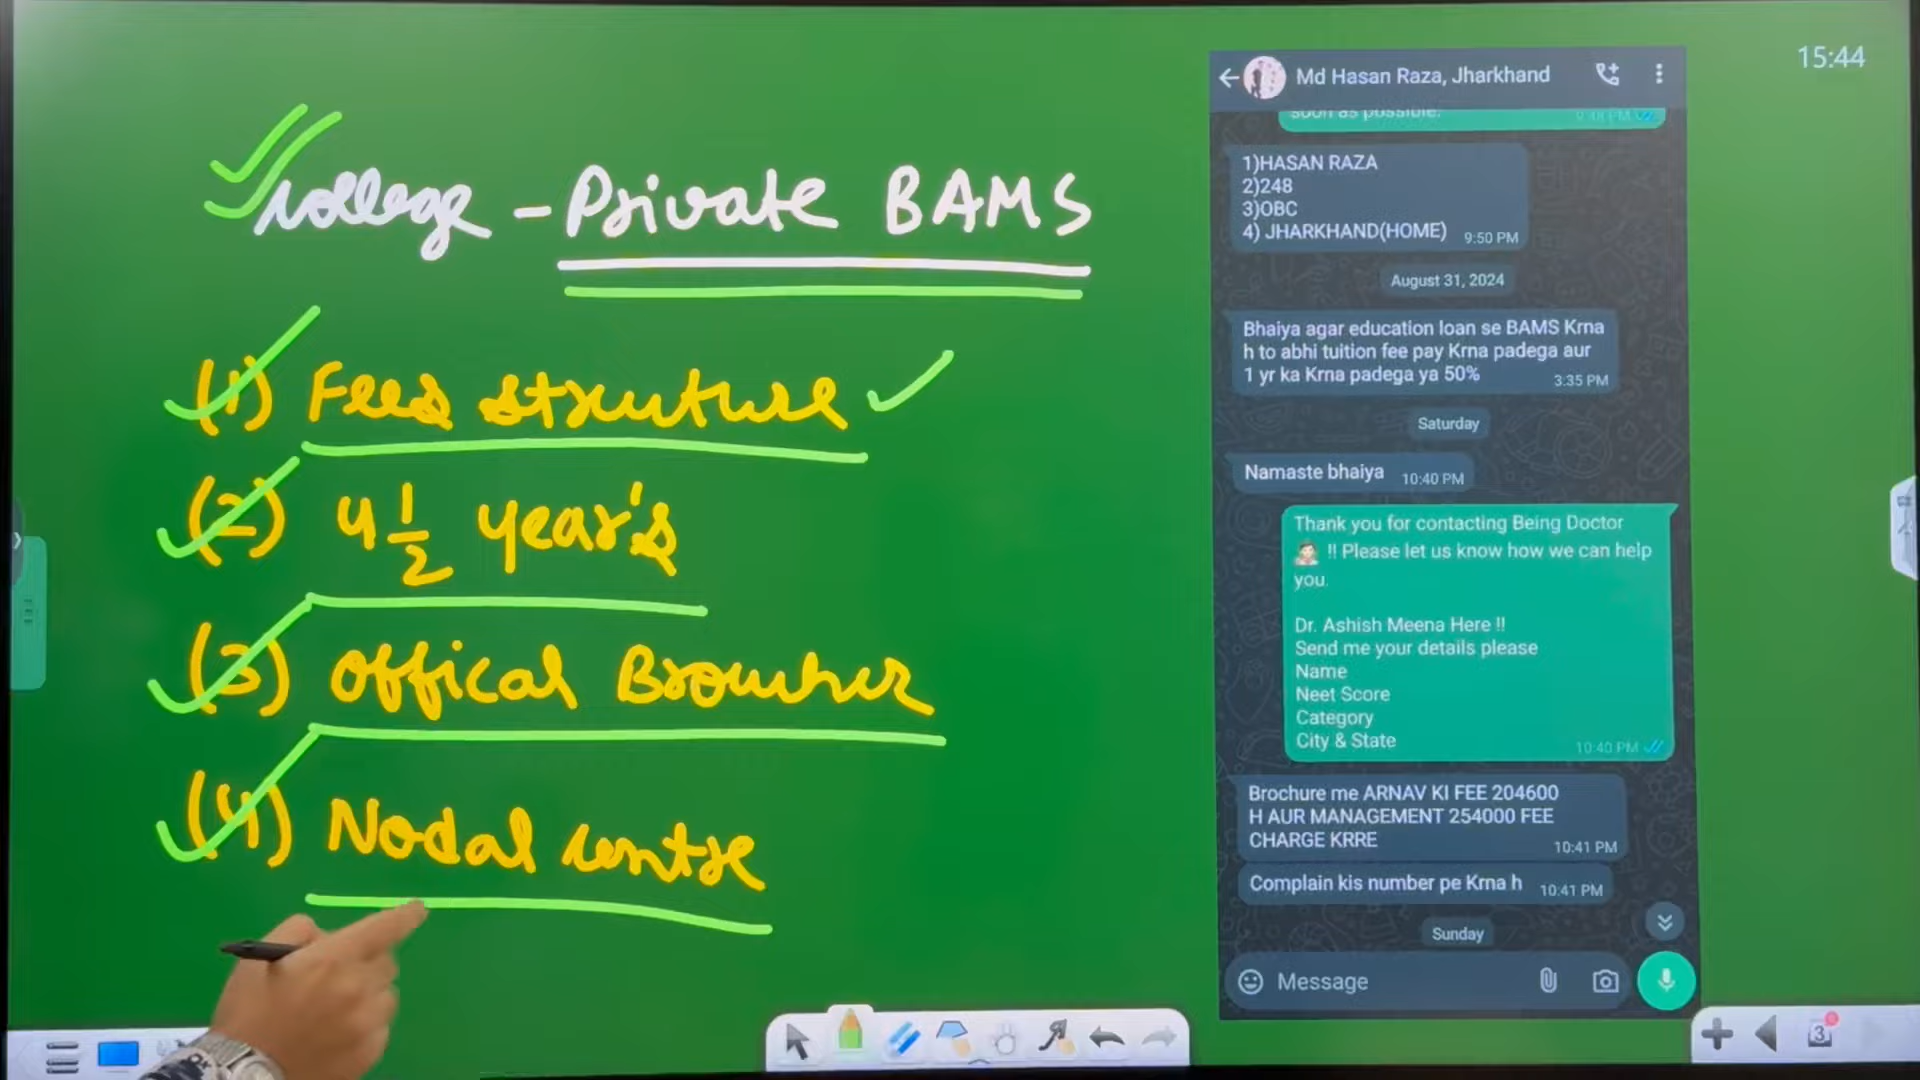 15:44
College - Private BAMS
(1) Fees structure
(2) 4 1/2 year's
(3) Offical Broucher
(4) Nodal centre
Md Hasan Raza, Jharkhand
soon as possible.
9:48 PM
1)HASAN RAZA
2)248
3)OBC
4) JHARKHAND(HOME) 9:50 PM
August 31, 2024
Bhaiya agar education loan se BAMS Krna
h to abhi tuition fee pay Krna padega aur
1 yr ka Krna padega ya 50% 3:35 PM
Saturday
Namaste bhaiya 10:40 PM
Thank you for contacting Being Doctor
!! Please let us know how we can help
you.
Dr. Ashish Meena Here !!
Send me your details please
Name
Neet Score
Category
City & State
10:40 PM
Brochure me ARNAV KI FEE 204600
H AUR MANAGEMENT 254000 FEE
CHARGE KRRE 10:41 PM
Complain kis number pe Krna h 10:41 PM
Sunday
Message
3